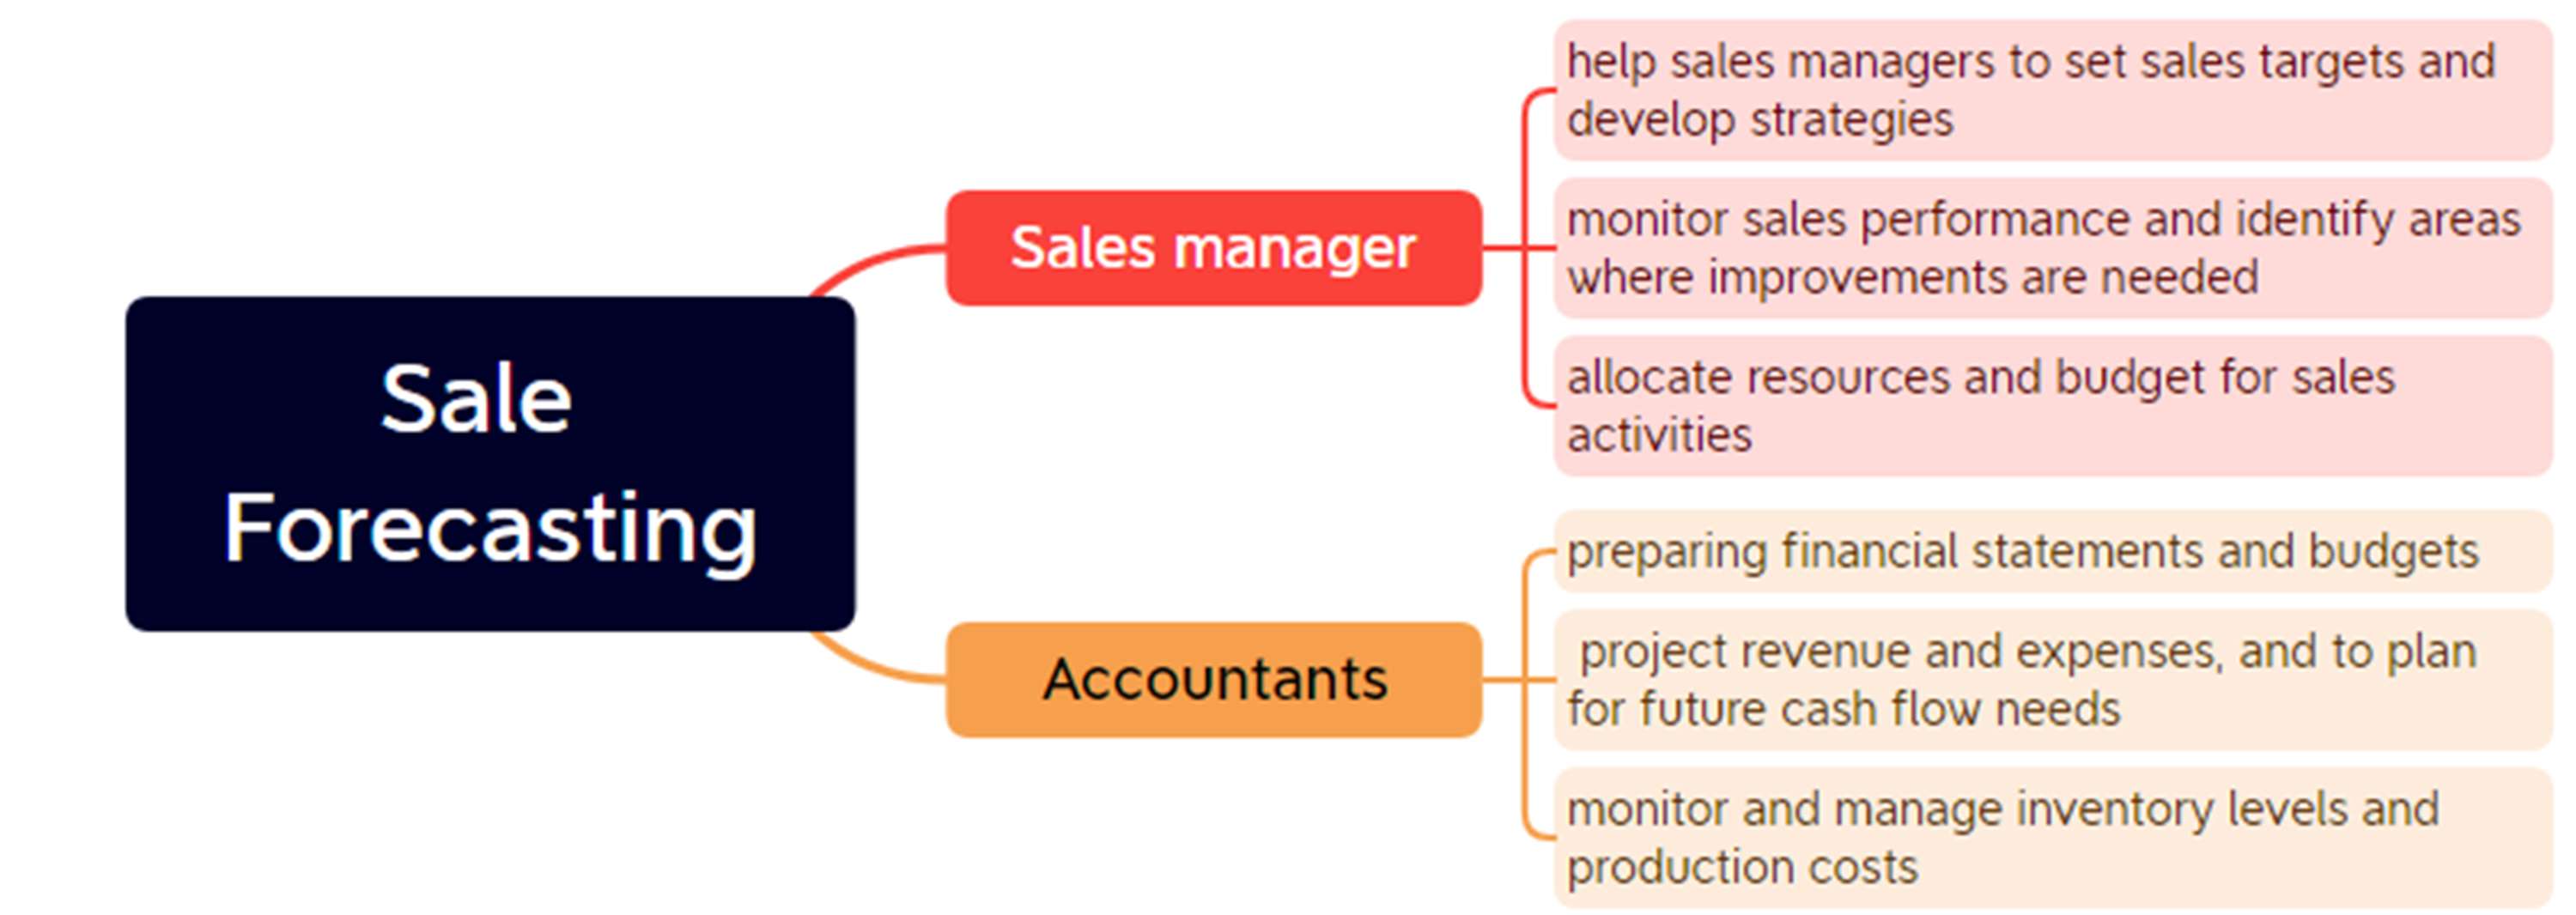 Sale
Forecasting
Sales manager
help sales managers to set sales targets and
develop strategies
monitor sales performance and identify areas
where improvements are needed
allocate resources and budget for sales
activities
Accountants
preparing financial statements and budgets
project revenue and expenses, and to plan
for future cash flow needs
monitor and manage inventory levels and
production costs